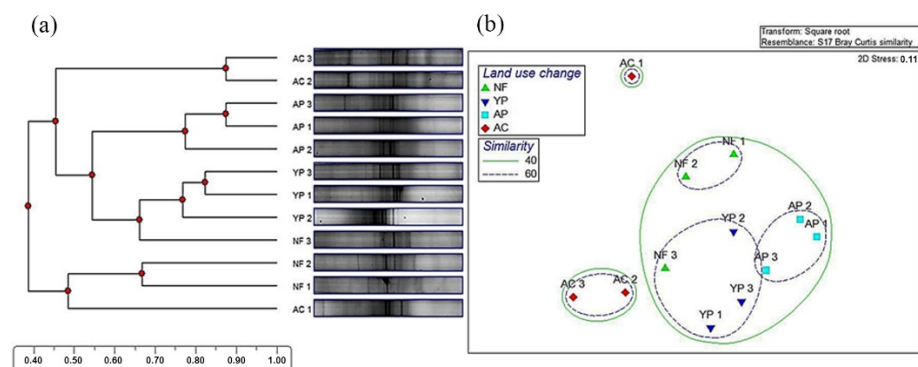 (a)
AC 3
AC 2
AP 3
AP 1
AP 2
YP 3
YP 1
YP 2
NF 3
NF 2
NF 1
AC 1
0.40 0.50 0.60 0.70 0.80 0.90 1.00
(b)
Transform: Square root
Resemblance: S17 Bray Curtis similarity
2D Stress: 0.11
Land use change
NF
YP
AP
AC
Similarity
40
60
AC 1
NF 1
NF 2
AP 2
YP 2
AP 1
NF 3
AP 3
AC 3 AC 2
YP 3
YP 1